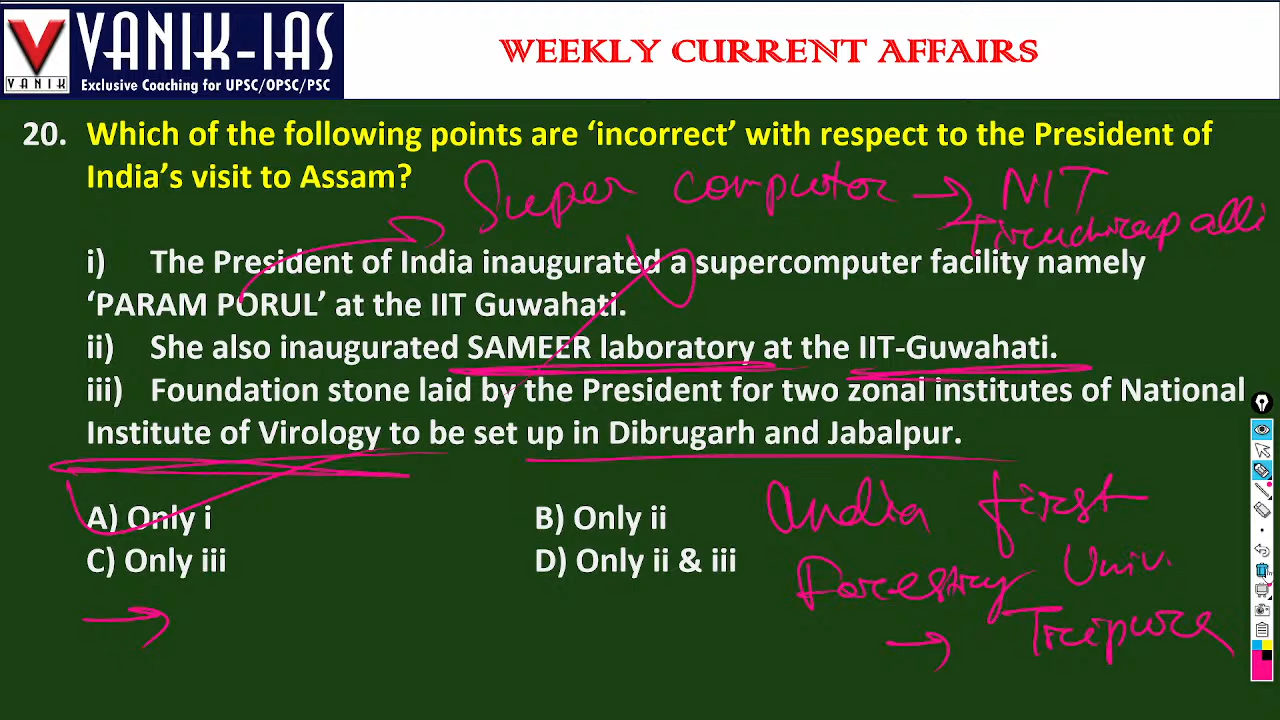 VANIK-IAS
VANIK
Exclusive Coaching for UPSC/OPSC/PSC
WEEKLY CURRENT AFFAIRS
20. Which of the following points are ‘incorrect’ with respect to the President of
India’s visit to Assam?
Super computor → NIT
Tiruchirapalli
i) The President of India inaugurated a supercomputer facility namely
‘PARAM PORUL’ at the IIT Guwahati.
ii) She also inaugurated SAMEER laboratory at the IIT-Guwahati.
iii) Foundation stone laid by the President for two zonal institutes of National
Institute of Virology to be set up in Dibrugarh and Jabalpur.
A) Only i
B) Only ii
C) Only iii
D) Only ii & iii
India first
Forestry Univ.
→ Tripura